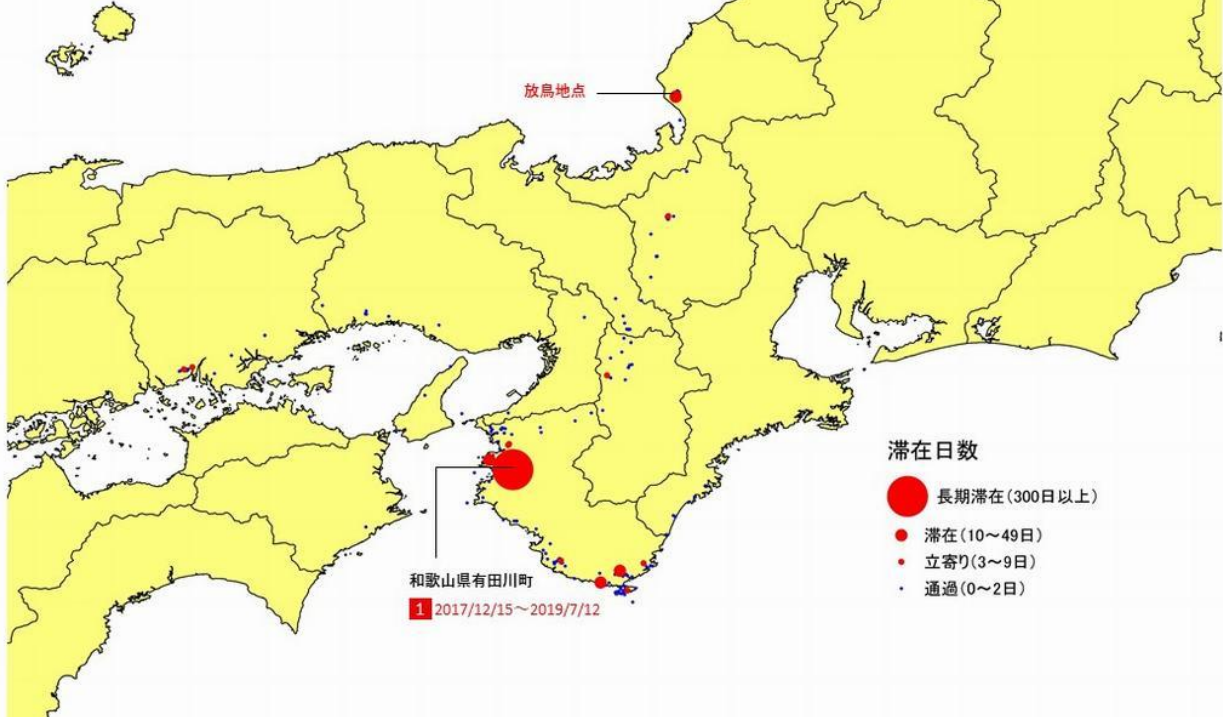 放鳥地点
滞在日数
長期滞在(300日以上)
滞在(10～49日)
立寄り(3～9日)
通過(0～2日)
和歌山県有田川町
1 2017/12/15～2019/7/12